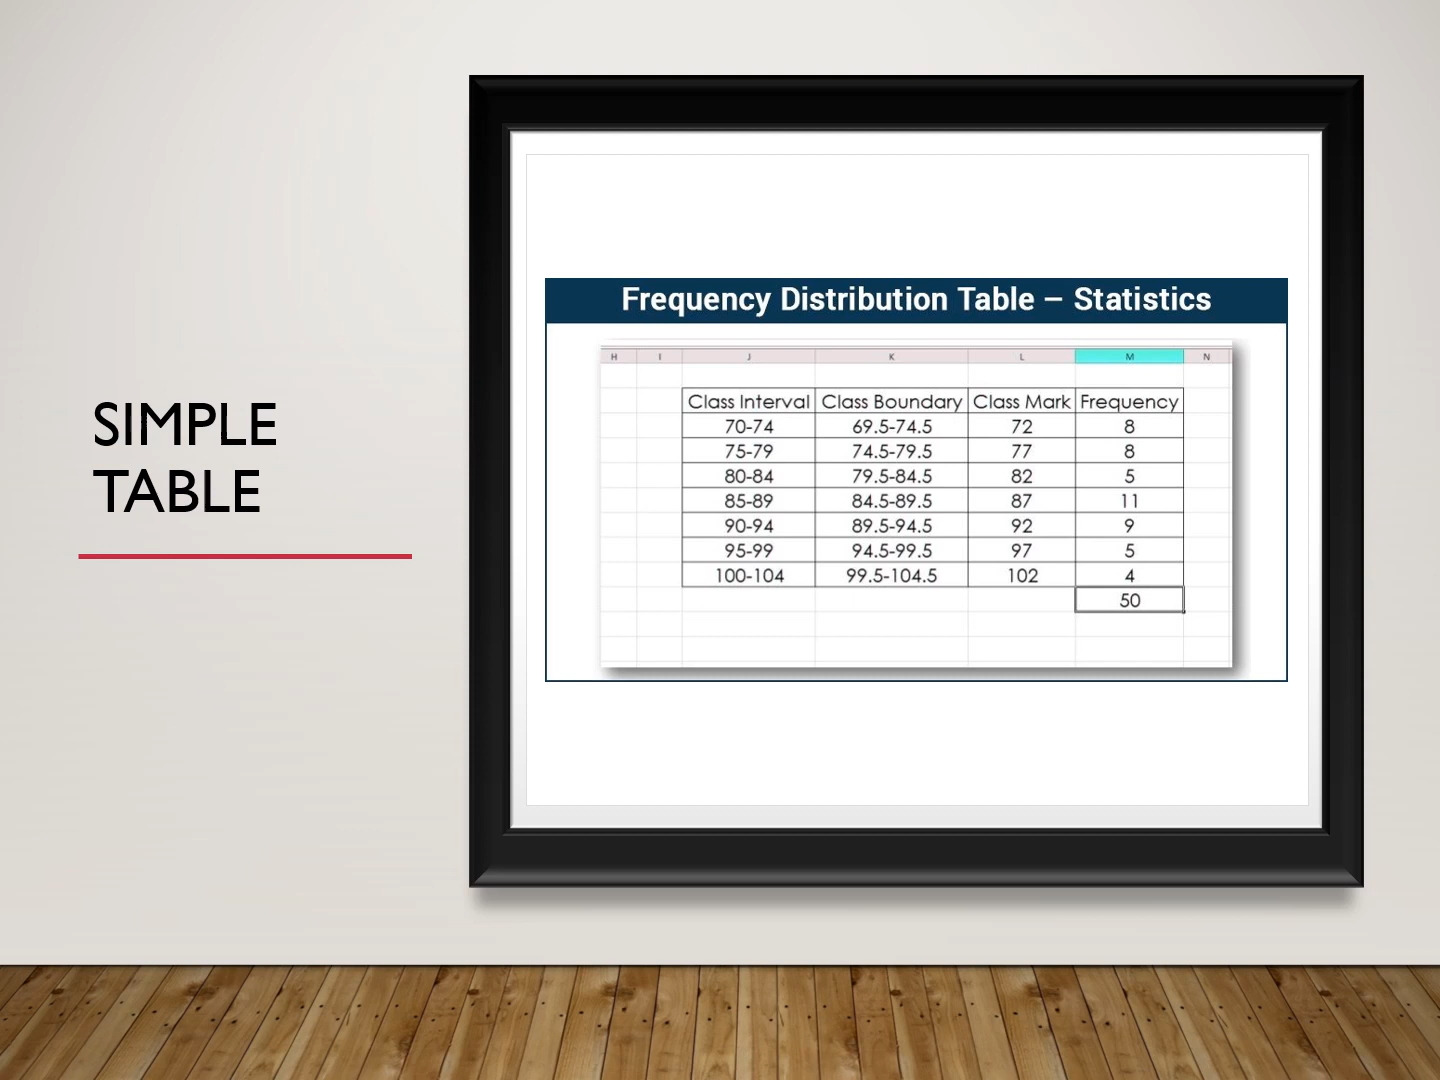 SIMPLE
TABLE
Frequency Distribution Table – Statistics
H I J K L M N
Class Interval Class Boundary Class Mark Frequency
70-74 69.5-74.5 72 8
75-79 74.5-79.5 77 8
80-84 79.5-84.5 82 5
85-89 84.5-89.5 87 11
90-94 89.5-94.5 92 9
95-99 94.5-99.5 97 5
100-104 99.5-104.5 102 4
50